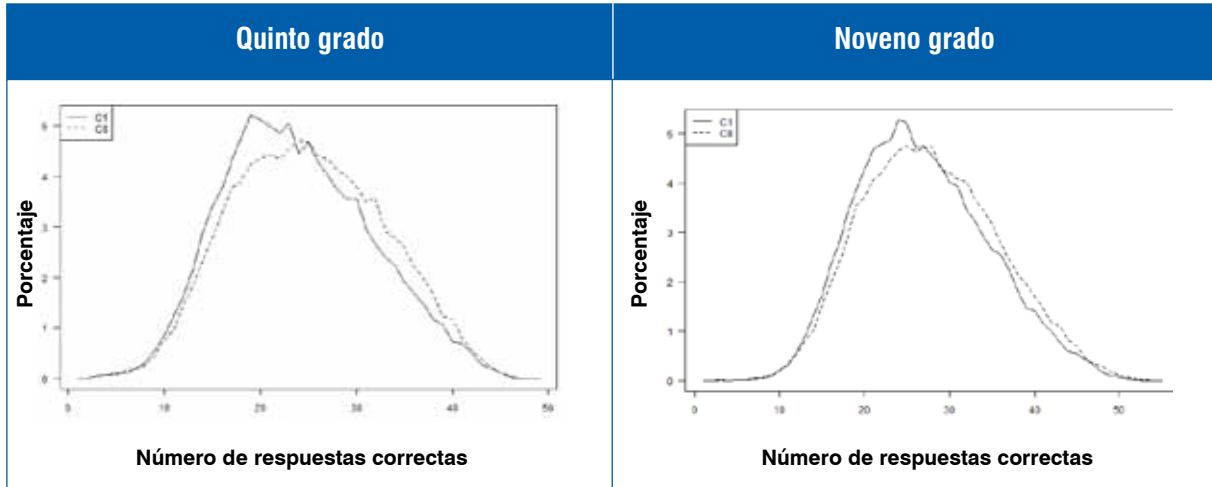 Quinto grado
Noveno grado
C1
C8
Porcentaje
5
4
3
2
1
0
0 10 20 30 40 50
Número de respuestas correctas
C1
C8
Porcentaje
5
4
3
2
1
0
0 10 20 30 40 50
Número de respuestas correctas